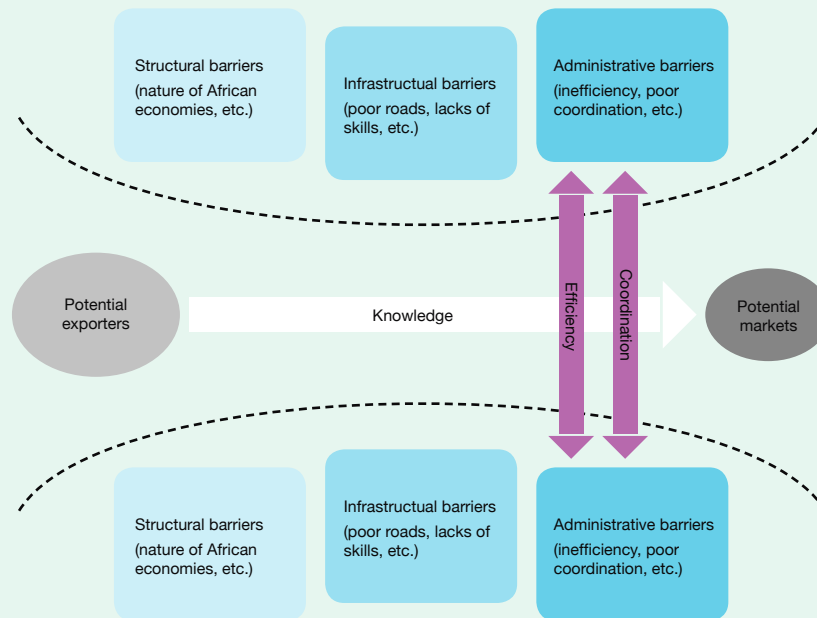 Structural barriers
(nature of African
economies, etc.)
Infrastructual barriers
(poor roads, lacks of
skills, etc.)
Administrative barriers
(inefficiency, poor
coordination, etc.)
Potential
exporters
Knowledge
Efficiency
Coordination
Potential
markets
Structural barriers
(nature of African
economies, etc.)
Infrastructual barriers
(poor roads, lacks of
skills, etc.)
Administrative barriers
(inefficiency, poor
coordination, etc.)